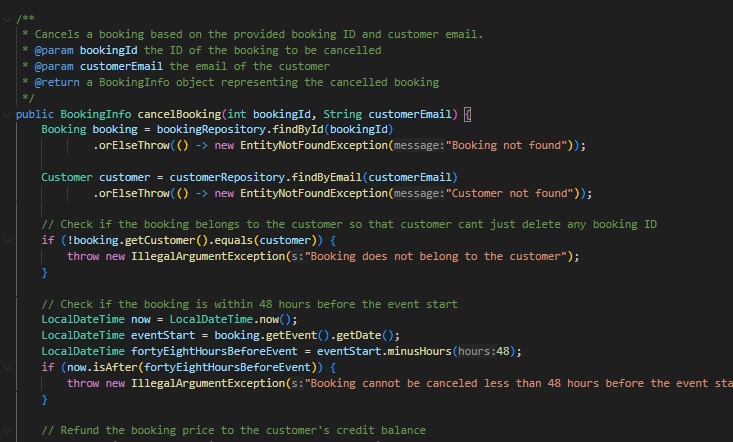 /**
 * Cancels a booking based on the provided booking ID and customer email.
 * @param bookingId the ID of the booking to be cancelled
 * @param customerEmail the email of the customer
 * @return a BookingInfo object representing the cancelled booking
 */
public BookingInfo cancelBooking(int bookingId, String customerEmail) {
    Booking booking = bookingRepository.findById(bookingId)
            .orElseThrow(() -> new EntityNotFoundException(message:"Booking not found"));

    Customer customer = customerRepository.findByEmail(customerEmail)
            .orElseThrow(() -> new EntityNotFoundException(message:"Customer not found"));

    // Check if the booking belongs to the customer so that customer cant just delete any booking ID
    if (!booking.getCustomer().equals(customer)) {
        throw new IllegalArgumentException(s:"Booking does not belong to the customer");
    }

    // Check if the booking is within 48 hours before the event start
    LocalDateTime now = LocalDateTime.now();
    LocalDateTime eventStart = booking.getEvent().getDate();
    LocalDateTime fortyEightHoursBeforeEvent = eventStart.minusHours(hours:48);
    if (now.isAfter(fortyEightHoursBeforeEvent)) {
        throw new IllegalArgumentException(s:"Booking cannot be canceled less than 48 hours before the event sta
    }

    // Refund the booking price to the customer's credit balance